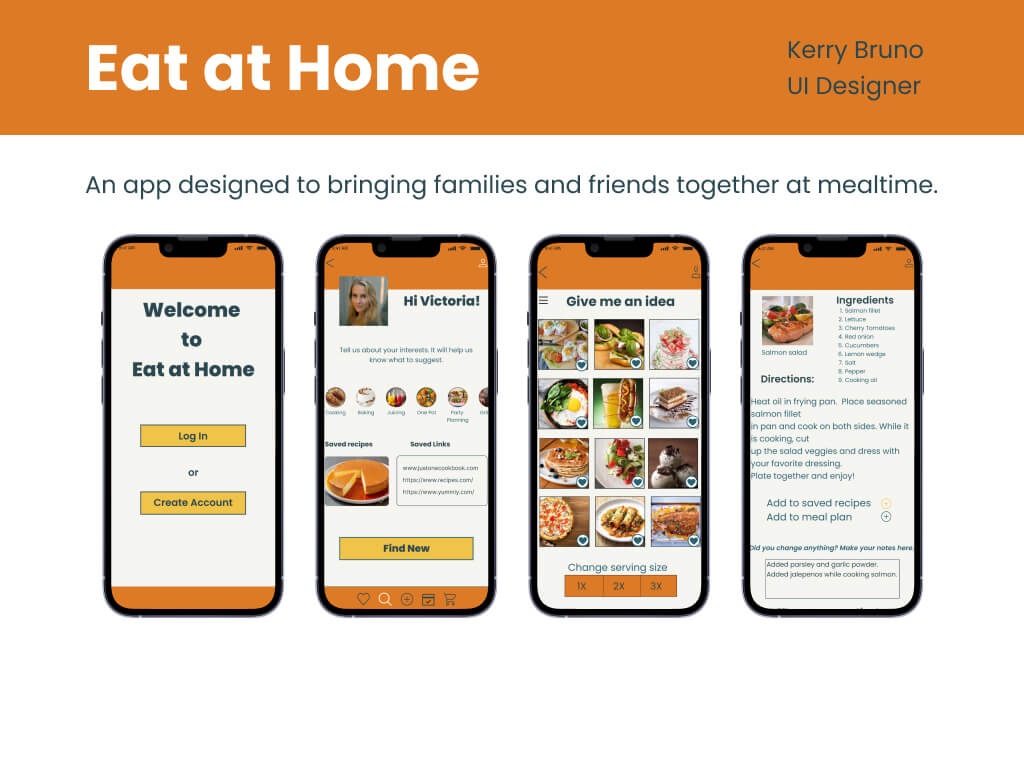 Eat at Home
Kerry Bruno
UI Designer
An app designed to bringing families and friends together at mealtime.
Welcome
to
Eat at Home
Log In
or
Create Account
Hi Victoria!
Tell us about your interests. It will help us
know what to suggest.
Cooking
Baking
Juicing
One Pot
Party
Planning
Saved recipes
Saved Links
www.justonecookbook.com
https://www.recipes.com/
https://www.yummly.com/
Find New
Give me an idea
Change serving size
1X
2X
3X
Ingredients
1. Salmon fillet
2. Lettuce
3. Cherry Tomatoes
4. Red onion
5. Cucumbers
6. Lemon wedge
7. Salt
8. Pepper
9. Cooking oil
Salmon salad
Directions:
Heat oil in frying pan. Place seasoned
salmon fillet
in pan and cook on both sides. While it
is cooking, cut
up the salad veggies and dress with
your favorite dressing.
Plate together and enjoy!
Add to saved recipes
Add to meal plan
Did you change anything? Make your notes here.
Added parsley and garlic powder.
Added jalepenos while cooking salmon.